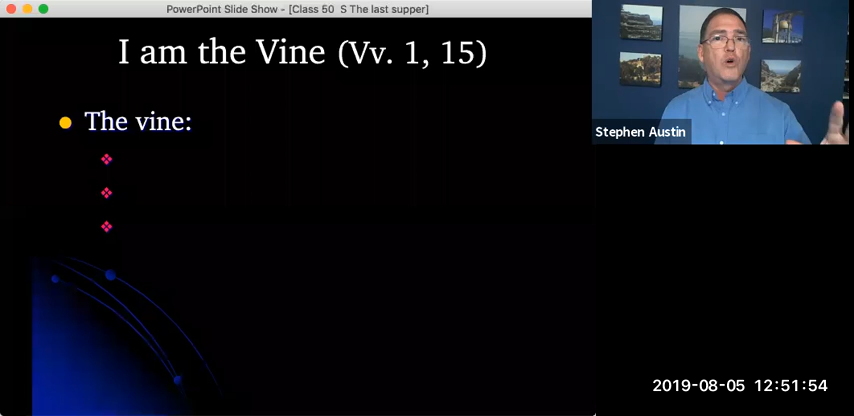 PowerPoint Slide Show - [Class 50 S The last supper]
I am the Vine (Vv. 1, 15)
The vine:
Stephen Austin
2019-08-05 12:51:54